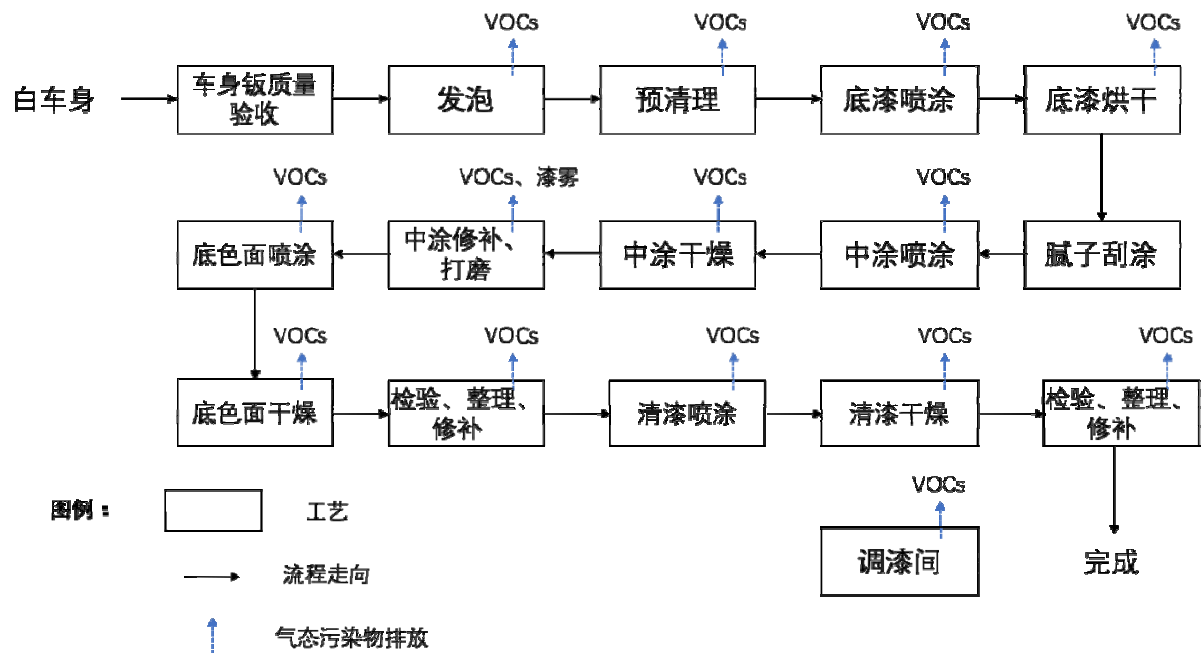 VOCs
VOCs
VOCs
VOCs
白车身
车身钣质量
验收
发泡
预清理
底漆喷涂
底漆烘干
VOCs
VOCs、漆雾
VOCs
VOCs
底色面喷涂
中涂修补、
打磨
中涂干燥
中涂喷涂
腻子刮涂
VOCs
VOCs
VOCs
VOCs
VOCs
底色面干燥
检验、整理、
修补
清漆喷涂
清漆干燥
检验、整理、
修补
VOCs
调漆间
完成
图例：
工艺
流程走向
气态污染物排放